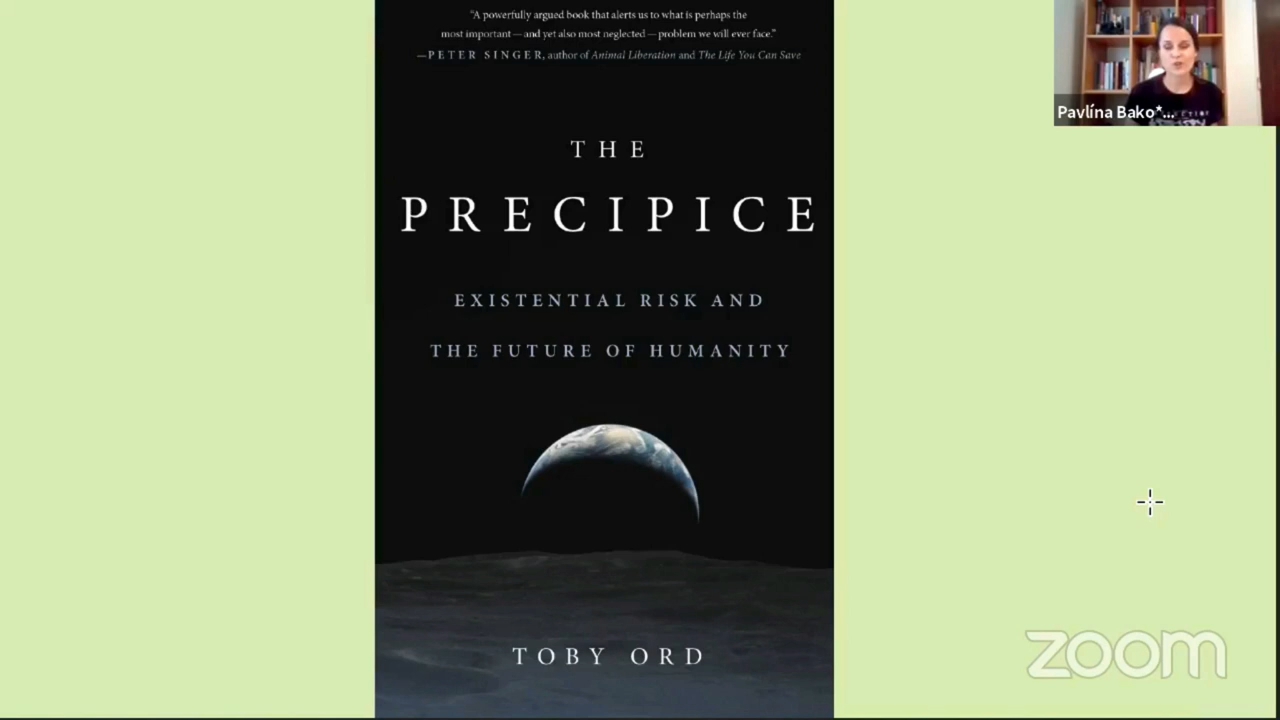 "A powerfully argued book that alerts us to what is perhaps the
most important—and yet also most neglected—problem we will ever face."
—PETER SINGER, author of Animal Liberation and The Life You Can Save
THE
PRECIPICE
EXISTENTIAL RISK AND
THE FUTURE OF HUMANITY
TOBY ORD
Pavlína Bako*...
zoom